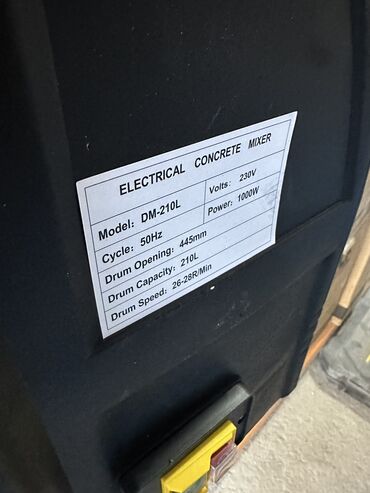 ELECTRICAL CONCRETE MIXER
Model: DM-210L Volts: 230V
Cycle: 50Hz Power: 1000W
Drum Opening: 445mm
Drum Capacity: 210L
Drum Speed: 26-28R/Min